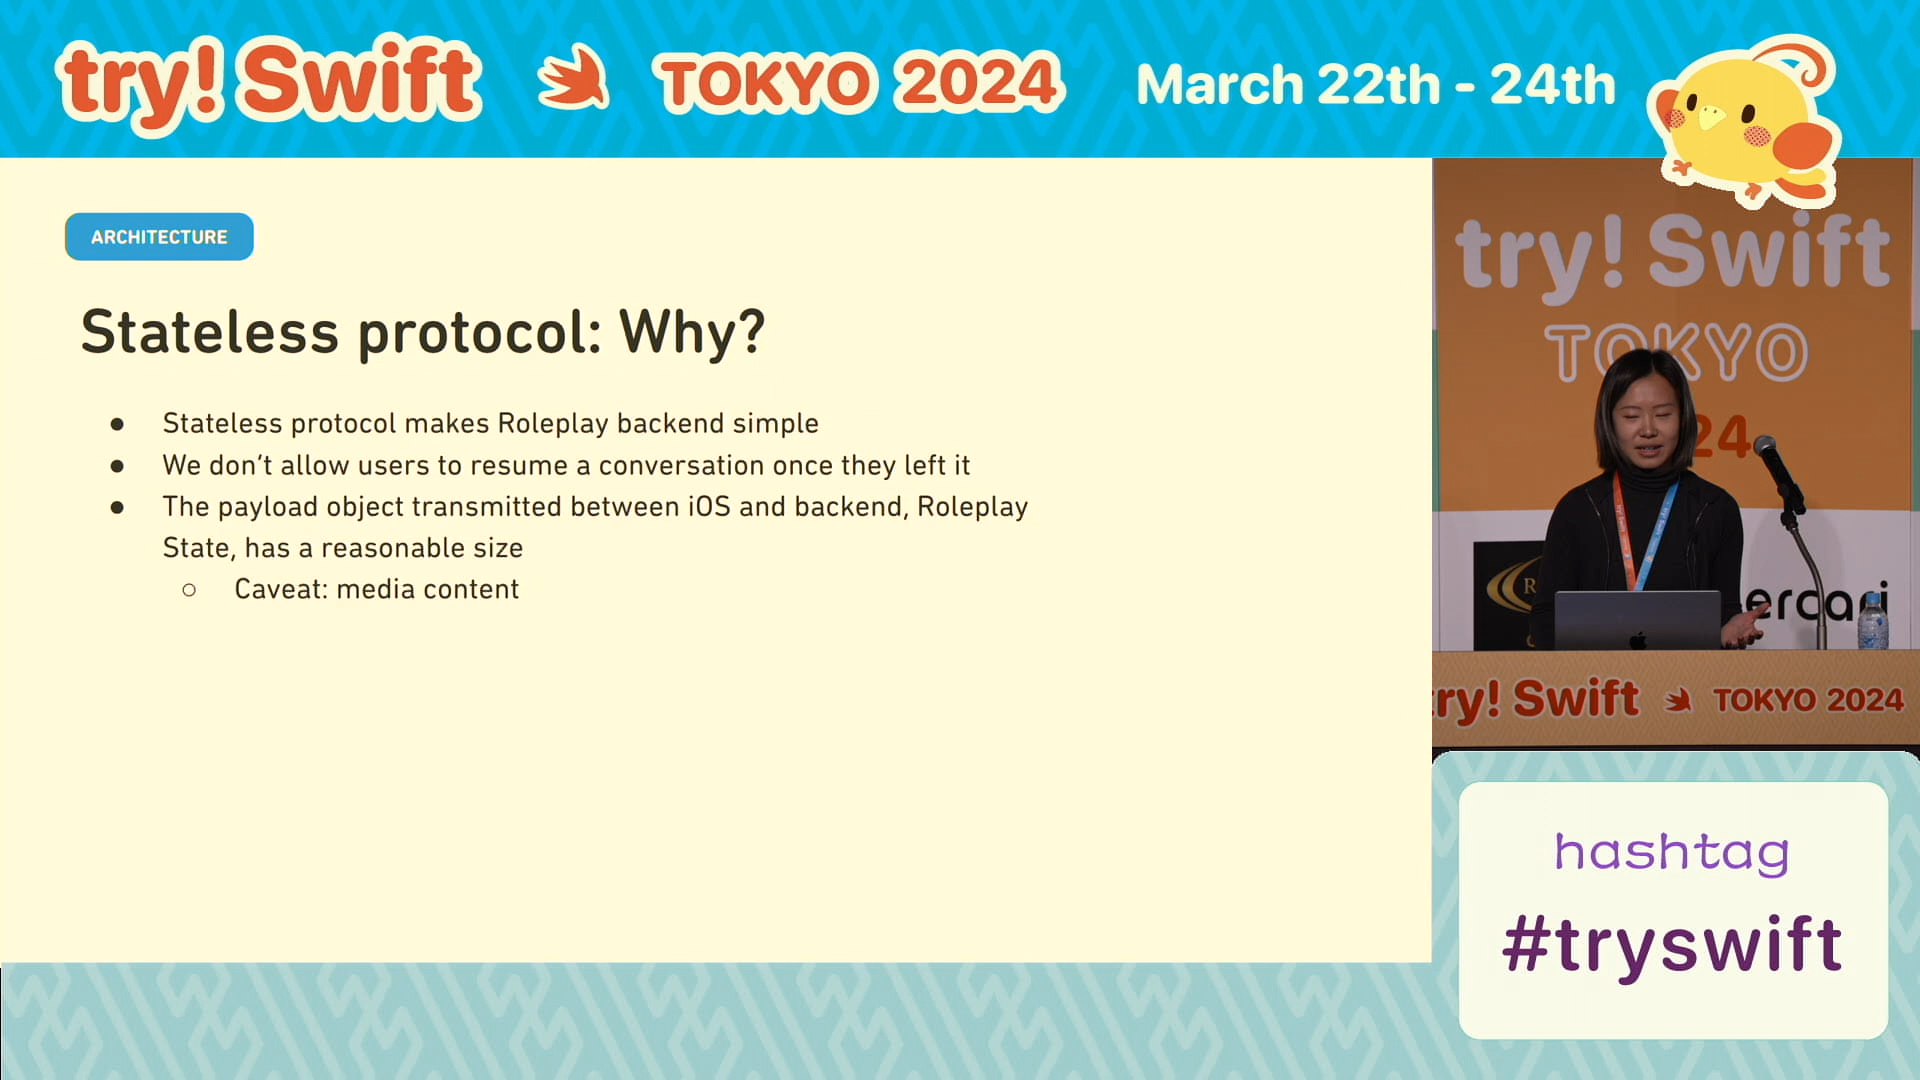 try! Swift TOKYO 2024 March 22th - 24th
ARCHITECTURE
Stateless protocol: Why?
● Stateless protocol makes Roleplay backend simple
● We don’t allow users to resume a conversation once they left it
● The payload object transmitted between iOS and backend, Roleplay
State, has a reasonable size
○ Caveat: media content
try! Swift
TOKYO
24
R
ercari
ry! Swift TOKYO 2024
hashtag
#tryswift